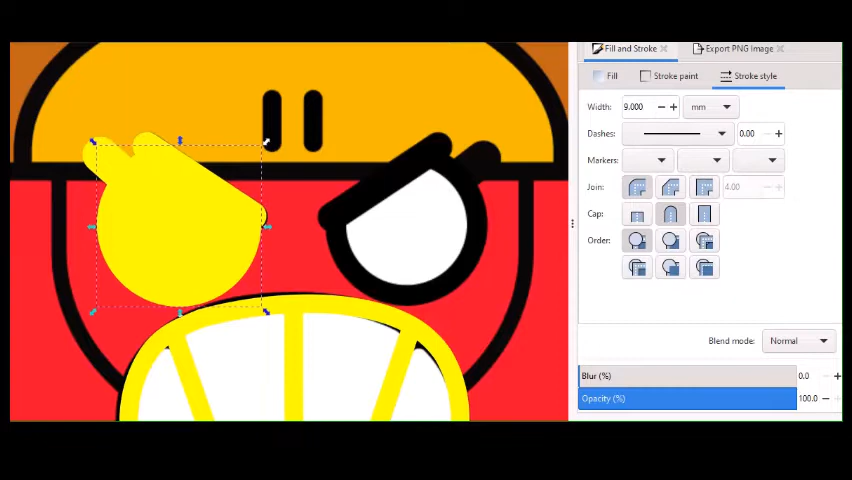 Fill and Stroke Export PNG Image
Fill Stroke paint Stroke style
Width: 9.000 mm
Dashes: 0.00
Markers:
Join: 4.00
Cap:
Order:
Blend mode: Normal
Blur (%) 0.0
Opacity (%) 100.0